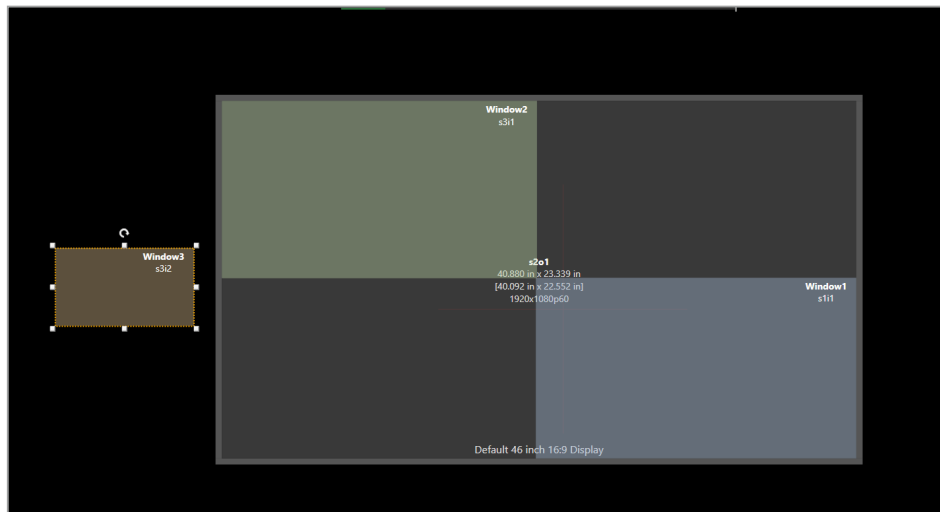 Window2
s3i1
Window3
s3i2
s2o1
40.880 in x 23.339 in
[40.092 in x 22.552 in]
1920x1080p60
Window1
s1i1
Default 46 inch 16:9 Display